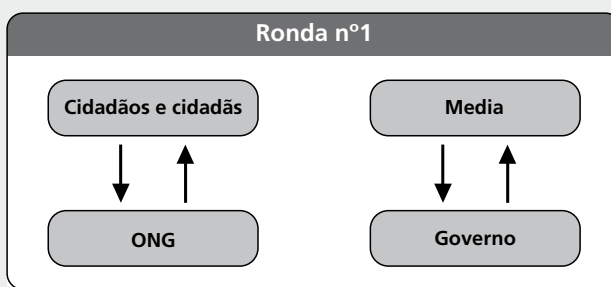 Ronda nº1
Cidadãos e cidadãs
Media
ONG
Governo